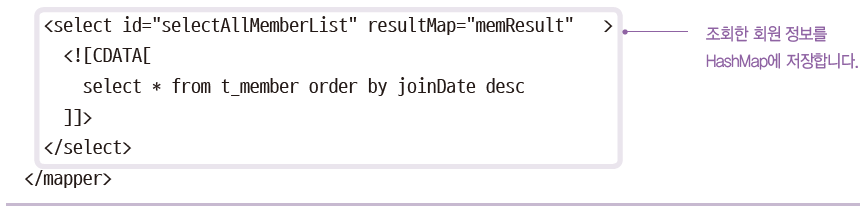 <select id="selectAllMemberList" resultMap="memResult"   >
<![CDATA[
select * from t_member order by joinDate desc
]]>
</select>
</mapper>
조회한 회원 정보를
HashMap에 저장합니다.